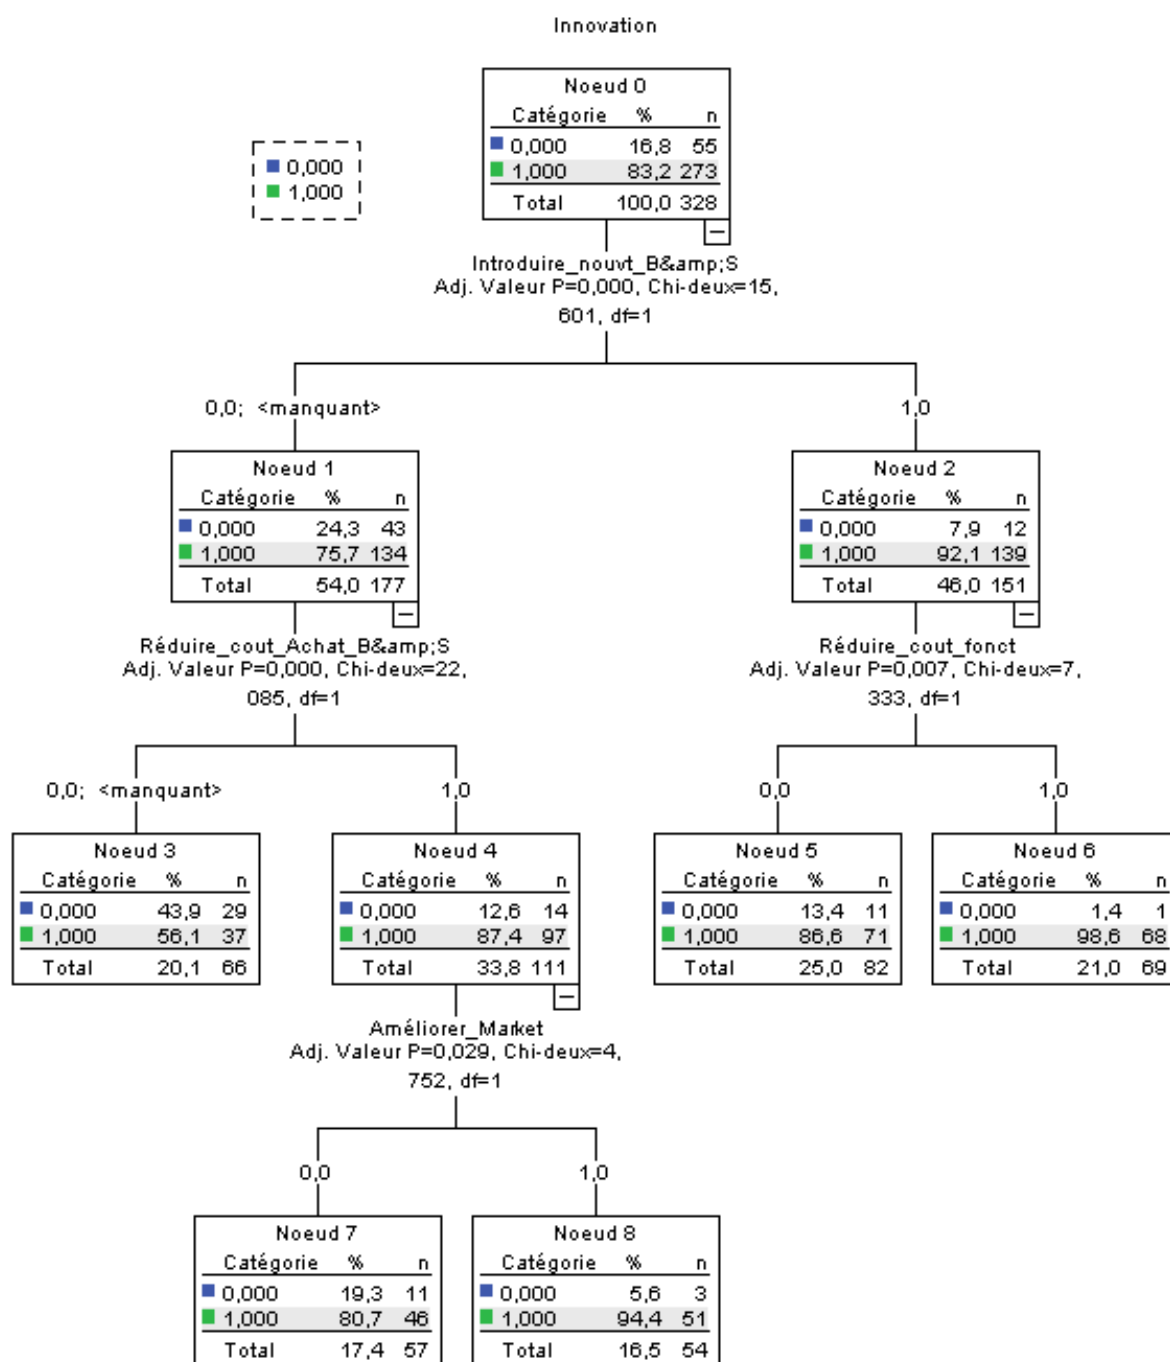 Innovation
Noeud 0
Catégorie % n
0,000 16,8 55
1,000 83,2 273
Total 100,0 328
0,000
1,000
Introduire_nouvt_B&amp;S
Adj. Valeur P=0,000, Chi-deux=15,
601, df=1
0,0; <manquant>
1,0
Noeud 1
Catégorie % n
0,000 24,3 43
1,000 75,7 134
Total 54,0 177
Noeud 2
Catégorie % n
0,000 7,9 12
1,000 92,1 139
Total 46,0 151
Réduire_cout_Achat_B&amp;S
Adj. Valeur P=0,000, Chi-deux=22,
085, df=1
Réduire_cout_fonct
Adj. Valeur P=0,007, Chi-deux=7,
333, df=1
0,0; <manquant>
1,0
0,0
1,0
Noeud 3
Catégorie % n
0,000 43,9 29
1,000 56,1 37
Total 20,1 66
Noeud 4
Catégorie % n
0,000 12,6 14
1,000 87,4 97
Total 33,8 111
Noeud 5
Catégorie % n
0,000 13,4 11
1,000 86,6 71
Total 25,0 82
Noeud 6
Catégorie % n
0,000 1,4 1
1,000 98,6 68
Total 21,0 69
Améliorer_Market
Adj. Valeur P=0,029, Chi-deux=4,
752, df=1
0,0
1,0
Noeud 7
Catégorie % n
0,000 19,3 11
1,000 80,7 46
Total 17,4 57
Noeud 8
Catégorie % n
0,000 5,6 3
1,000 94,4 51
Total 16,5 54